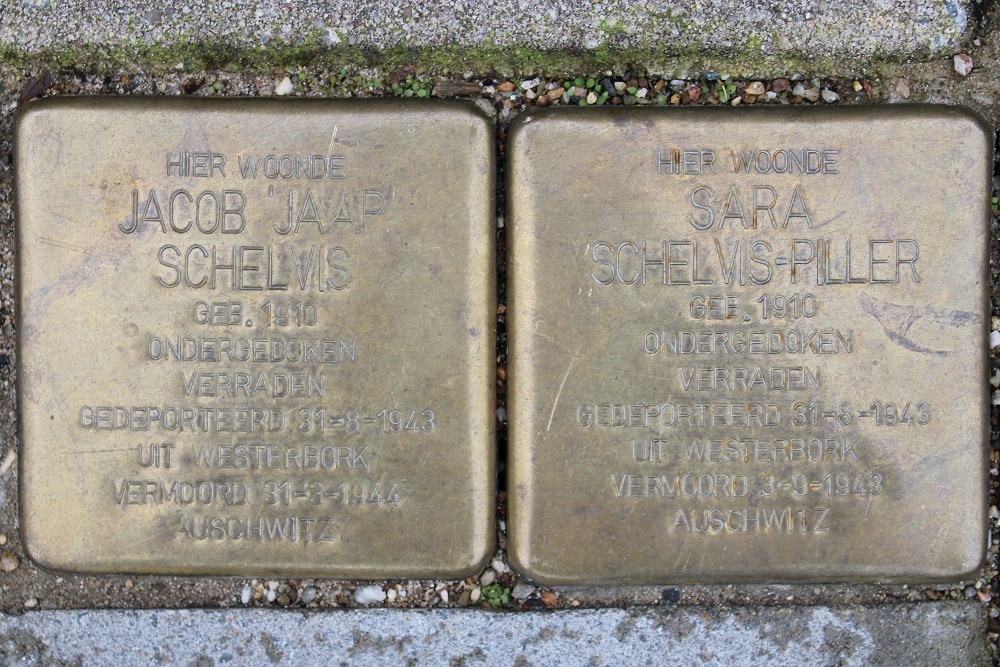 HIER WOONDE
JACOB 'JAAP'
SCHELVIS
GEB. 1910
ONDERGEDOKEN
VERRADEN
GEDEPORTEERD 31-8-1943
UIT WESTERBORK
VERMOORD 31-3-1944
AUSCHWITZ
HIER WOONDE
SARA
SCHELVIS-PILLER
GEB. 1910
ONDERGEDOKEN
VERRADEN
GEDEPORTEERD 31-8-1943
UIT WESTERBORK
VERMOORD 3-9-1943
AUSCHWITZ